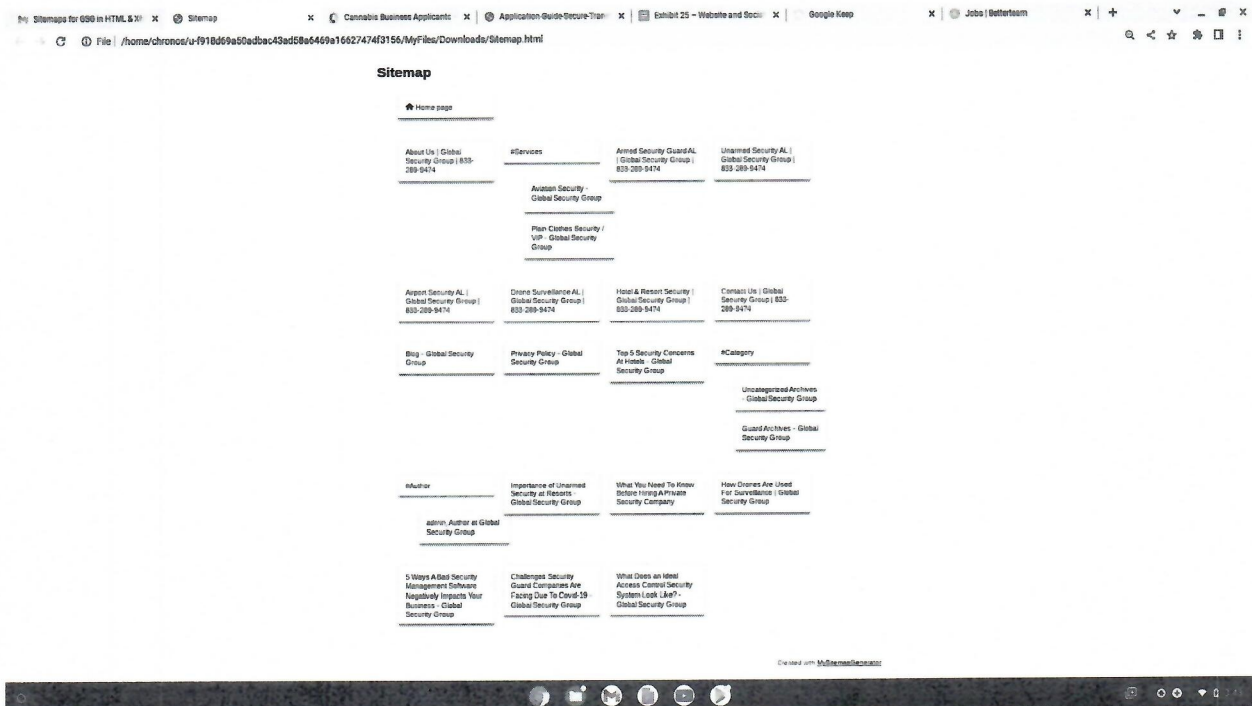 Sitemaps for GSG in HTML & X
Sitemap
Cannabis Business Applicants
Application-Guide-Secure-Tran
Exhibit 25 – Website and Soci
Google Keep
Jobs | Betterteam
File /home/chronos/u-f918d69a50adbac43ad58a6469a16627474f3156/MyFiles/Downloads/Sitemap.html
Sitemap
Home page
About Us | Global
Security Group | 833-
289-9474
#Services
Aviation Security -
Global Security Group
Plain Clothes Security /
VIP - Global Security
Group
Armed Security Guard AL
| Global Security Group |
833-289-9474
Unarmed Security AL |
Global Security Group |
833-289-9474
Airport Security AL |
Global Security Group |
833-289-9474
Drone Surveillance AL |
Global Security Group |
833-289-9474
Hotel & Resort Security |
Global Security Group |
833-289-9474
Contact Us | Global
Security Group | 833-
289-9474
Blog - Global Security
Group
Privacy Policy - Global
Security Group
Top 5 Security Concerns
At Hotels - Global
Security Group
#Category
Uncategorized Archives
- Global Security Group
Guard Archives - Global
Security Group
#Author
admin, Author at Global
Security Group
Importance of Unarmed
Security at Resorts -
Global Security Group
What You Need To Know
Before Hiring A Private
Security Company
How Drones Are Used
For Surveillance | Global
Security Group
5 Ways A Bad Security
Management Software
Negatively Impacts Your
Business - Global
Security Group
Challenges Security
Guard Companies Are
Facing Due To Covid-19 -
Global Security Group
What Does an Ideal
Access Control Security
System Look Like? -
Global Security Group
Created with MySitemapGenerator